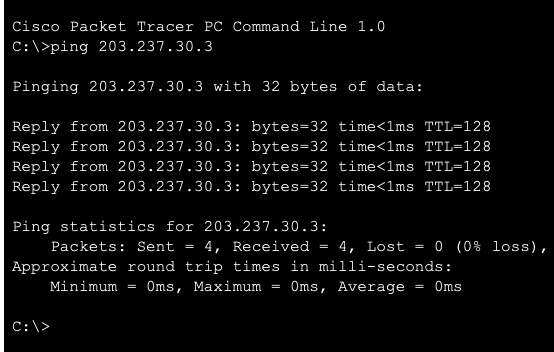 Cisco Packet Tracer PC Command Line 1.0
C:\>ping 203.237.30.3
Pinging 203.237.30.3 with 32 bytes of data:
Reply from 203.237.30.3: bytes=32 time<1ms TTL=128
Reply from 203.237.30.3: bytes=32 time<1ms TTL=128
Reply from 203.237.30.3: bytes=32 time<1ms TTL=128
Reply from 203.237.30.3: bytes=32 time<1ms TTL=128
Ping statistics for 203.237.30.3:
    Packets: Sent = 4, Received = 4, Lost = 0 (0% loss),
Approximate round trip times in milli-seconds:
    Minimum = 0ms, Maximum = 0ms, Average = 0ms
C:\>